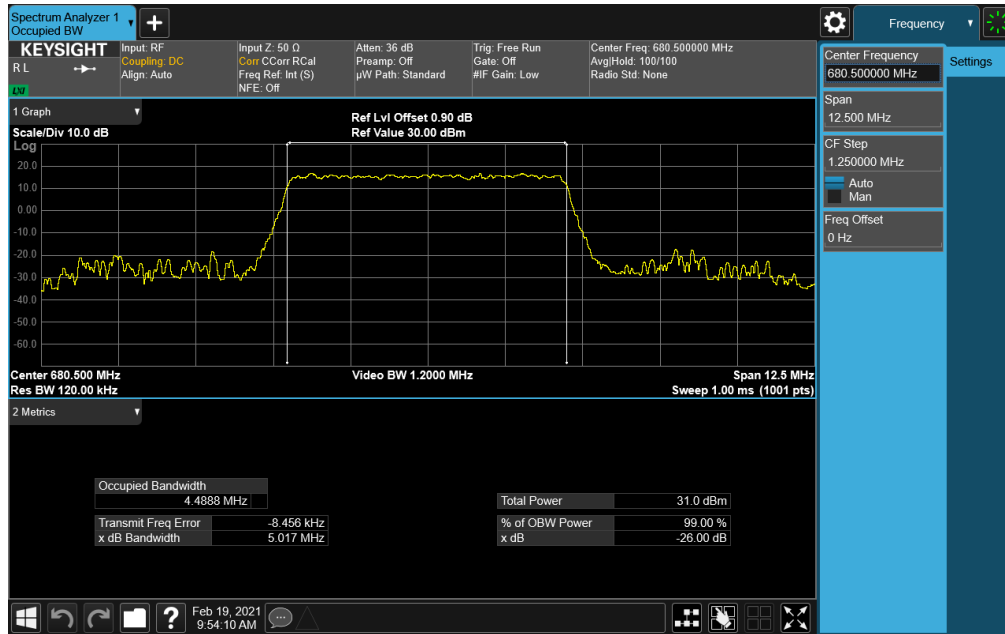 Spectrum Analyzer 1
Occupied BW
Frequency
KEYSIGHT
R L
LXI
Input: RF
Coupling: DC
Align: Auto
Input Z: 50 Ω
Corr CCorr RCal
Freq Ref: Int (S)
NFE: Off
Atten: 36 dB
Preamp: Off
µW Path: Standard
Trig: Free Run
Gate: Off
#IF Gain: Low
Center Freq: 680.500000 MHz
Avg|Hold: 100/100
Radio Std: None
Center Frequency
680.500000 MHz
Settings
Span
12.500 MHz
CF Step
1.250000 MHz
Auto
Man
Freq Offset
0 Hz
1 Graph
Scale/Div 10.0 dB
Ref Lvl Offset 0.90 dB
Ref Value 30.00 dBm
Log
20.0
10.0
0.00
-10.0
-20.0
-30.0
-40.0
-50.0
-60.0
Center 680.500 MHz
Video BW 1.2000 MHz
Span 12.5 MHz
Res BW 120.00 kHz
Sweep 1.00 ms (1001 pts)
2 Metrics
Occupied Bandwidth
4.4888 MHz
Total Power 31.0 dBm
Transmit Freq Error -8.456 kHz
% of OBW Power 99.00 %
x dB Bandwidth 5.017 MHz
x dB -26.00 dB
Feb 19, 2021
9:54:10 AM